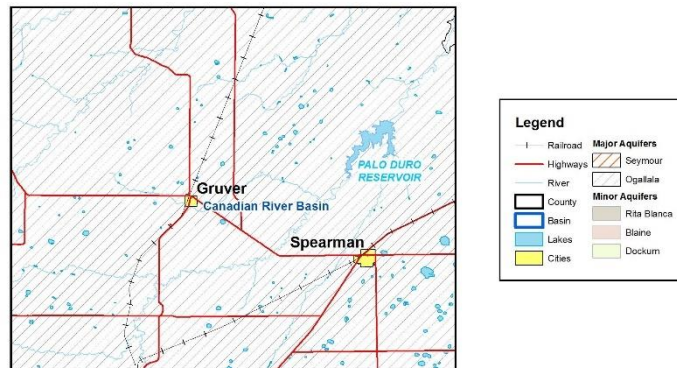 PALO DURO
RESERVOIR
Gruver
Canadian River Basin
Spearman
Legend
Railroad
Highways
River
County
Basin
Lakes
Cities
Major Aquifers
Seymour
Ogallala
Minor Aquifers
Rita Blanca
Blaine
Dockum